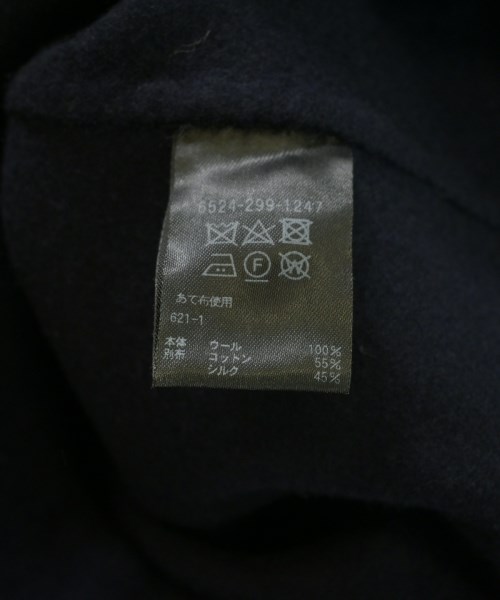 6524-299-1247
F W
あて布使用
621-1
本体 ウール 100%
別布 コットン 55%
シルク 45%